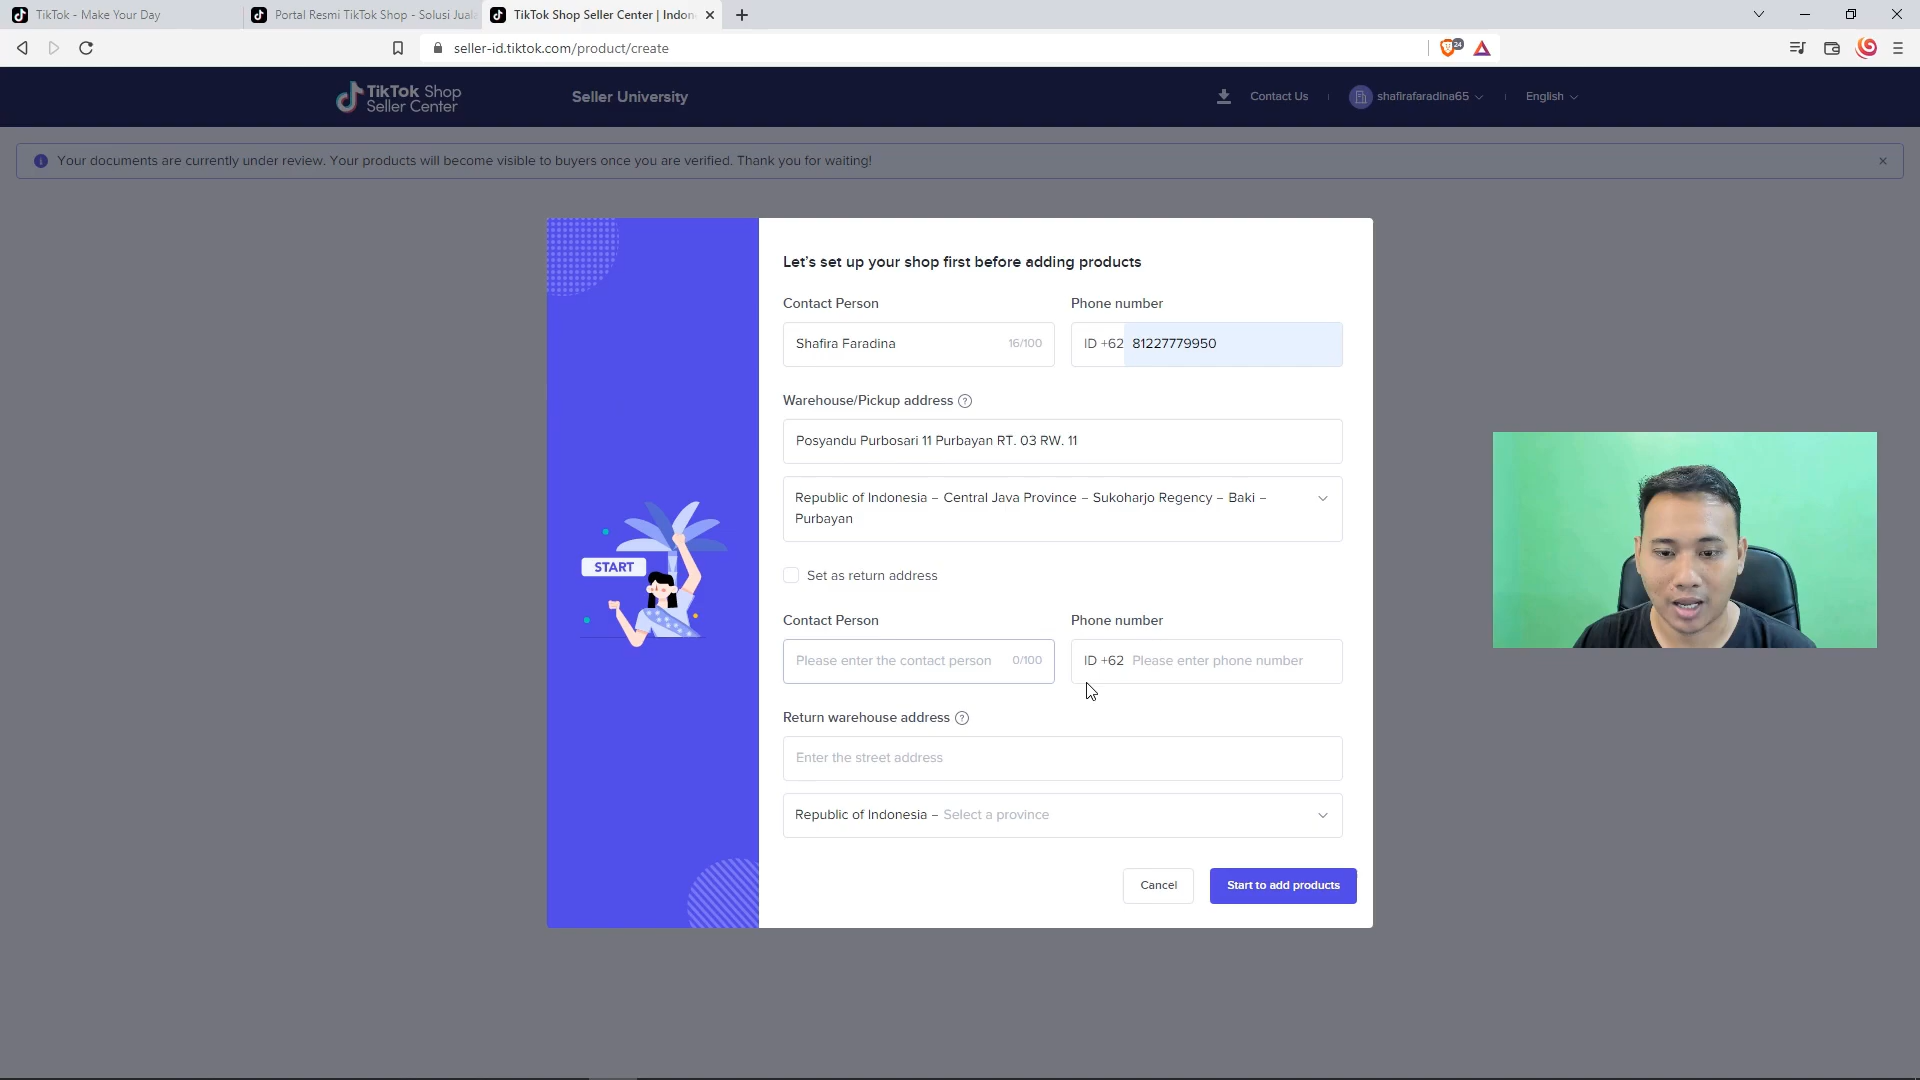 TikTok - Make Your Day
Portal Resmi TikTok Shop - Solusi Juala
TikTok Shop Seller Center | Indon
seller-id.tiktok.com/product/create
24
TikTok Shop
Seller Center
Seller University
Contact Us
shafirafaradina65
English
Your documents are currently under review. Your products will become visible to buyers once you are verified. Thank you for waiting!
Let's set up your shop first before adding products
Contact Person
Phone number
Shafira Faradina
16/100
ID +62
81227779950
Warehouse/Pickup address
Posyandu Purbosari 11 Purbayan RT. 03 RW. 11
Republic of Indonesia – Central Java Province – Sukoharjo Regency – Baki –
Purbayan
Set as return address
START
Contact Person
Phone number
Please enter the contact person
0/100
ID +62
Please enter phone number
Return warehouse address
Enter the street address
Republic of Indonesia – Select a province
Cancel
Start to add products